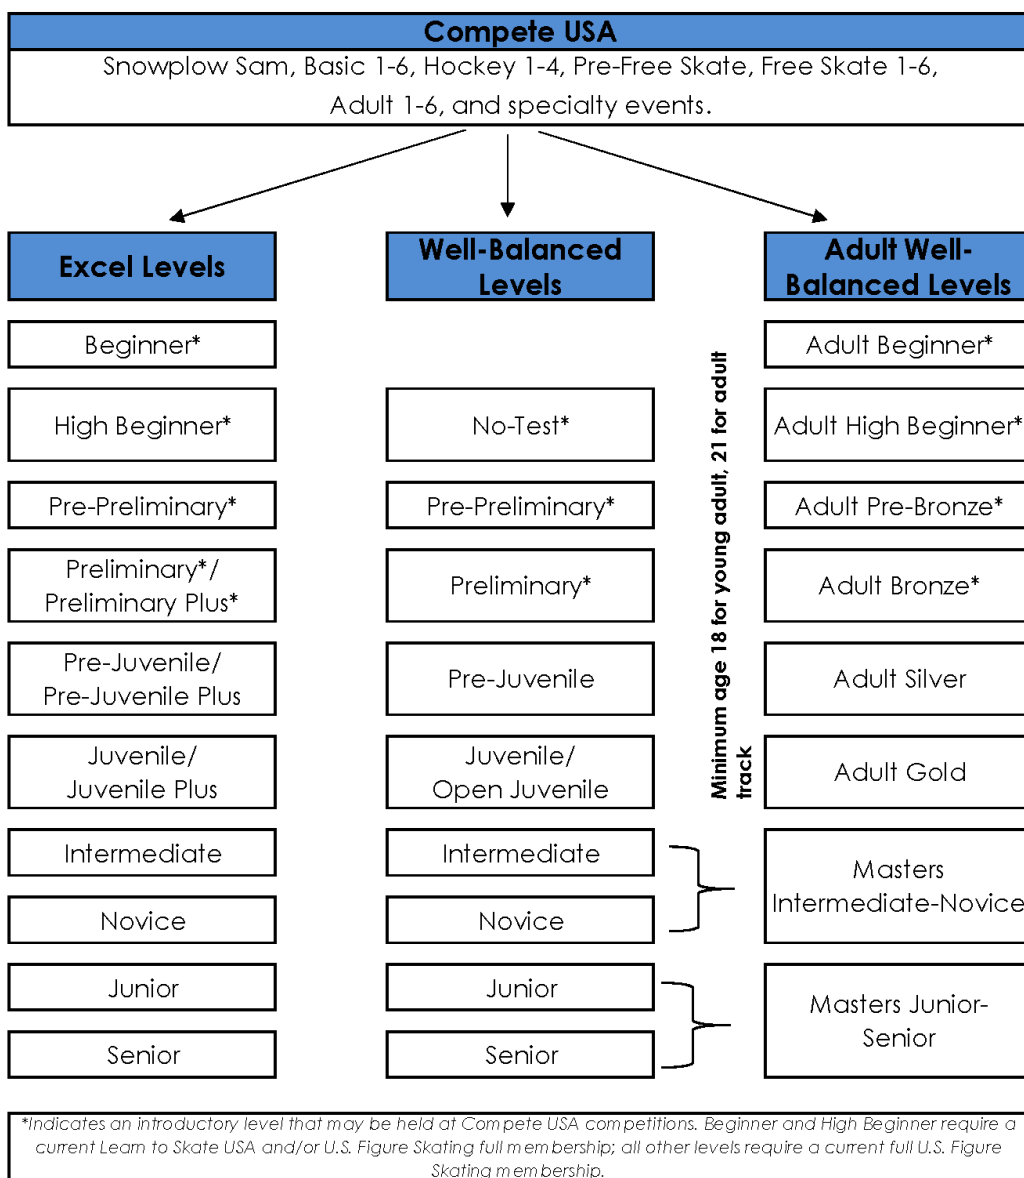 Compete USA
Snowplow Sam, Basic 1-6, Hockey 1-4, Pre-Free Skate, Free Skate 1-6,
Adult 1-6, and specialty events.
Excel Levels
Well-Balanced
Levels
Adult Well-
Balanced Levels
Beginner*
High Beginner*
Pre-Preliminary*
Preliminary*/
Preliminary Plus*
Pre-Juvenile/
Pre-Juvenile Plus
Juvenile/
Juvenile Plus
Intermediate
Novice
Junior
Senior
No-Test*
Pre-Preliminary*
Preliminary*
Pre-Juvenile
Juvenile/
Open Juvenile
Intermediate
Novice
Junior
Senior
Minimum age 18 for young adult, 21 for adult
track
Adult Beginner*
Adult High Beginner*
Adult Pre-Bronze*
Adult Bronze*
Adult Silver
Adult Gold
Masters
Intermediate-Novice
Masters Junior-
Senior
*Indicates an introductory level that may be held at Compete USA competitions. Beginner and High Beginner require a
current Learn to Skate USA and/or U.S. Figure Skating full membership; all other levels require a current full U.S. Figure
Skating membership.